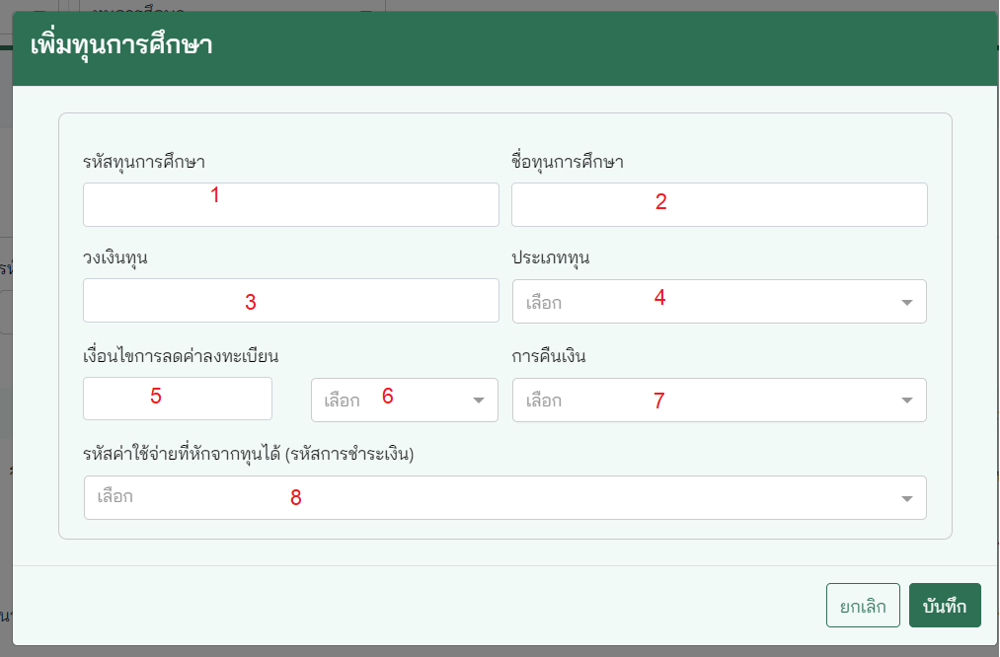 เพิ่มทุนการศึกษา
รหัสทุนการศึกษา ชื่อทุนการศึกษา
1 2
วงเงินทุน ประเภททุน
3 เลือก 4
เงื่อนไขการลดค่าลงทะเบียน การคืนเงิน
5 เลือก 6 เลือก 7
รหัสค่าใช้จ่ายที่หักจากทุนได้ (รหัสการชำระเงิน)
เลือก 8
ยกเลิก บันทึก